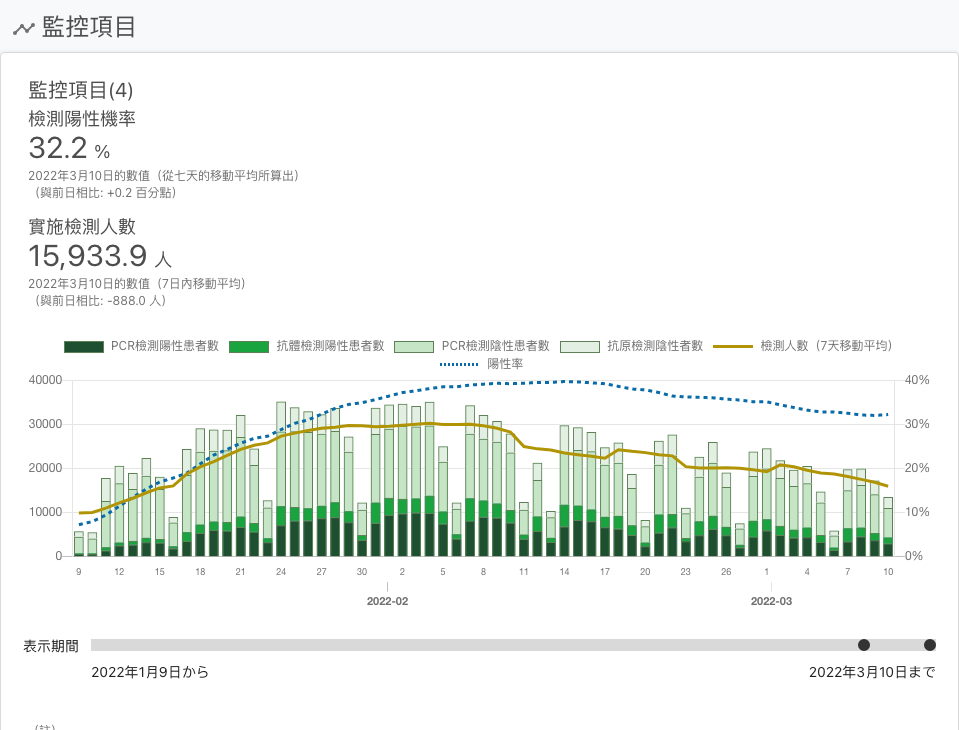 監控項目
監控項目(4)
檢測陽性機率
32.2 %
2022年3月10日的數值（從七天的移動平均所算出）
（與前日相比: +0.2 百分點）
實施檢測人數
15,933.9 人
2022年3月10日的數值（7日內移動平均）
（與前日相比: -888.0 人）
PCR檢測陽性患者數 抗體檢測陽性患者數 PCR檢測陰性患者數 抗原檢測陰性者數 檢測人數（7天移動平均）
陽性率
40000 40%
30000 30%
20000 20%
10000 10%
0 0%
9 12 15 18 21 24 27 30 2 5 8 11 14 17 20 23 26 1 4 7 10
2022-02 2022-03
表示期間
2022年1月9日から 2022年3月10日まで